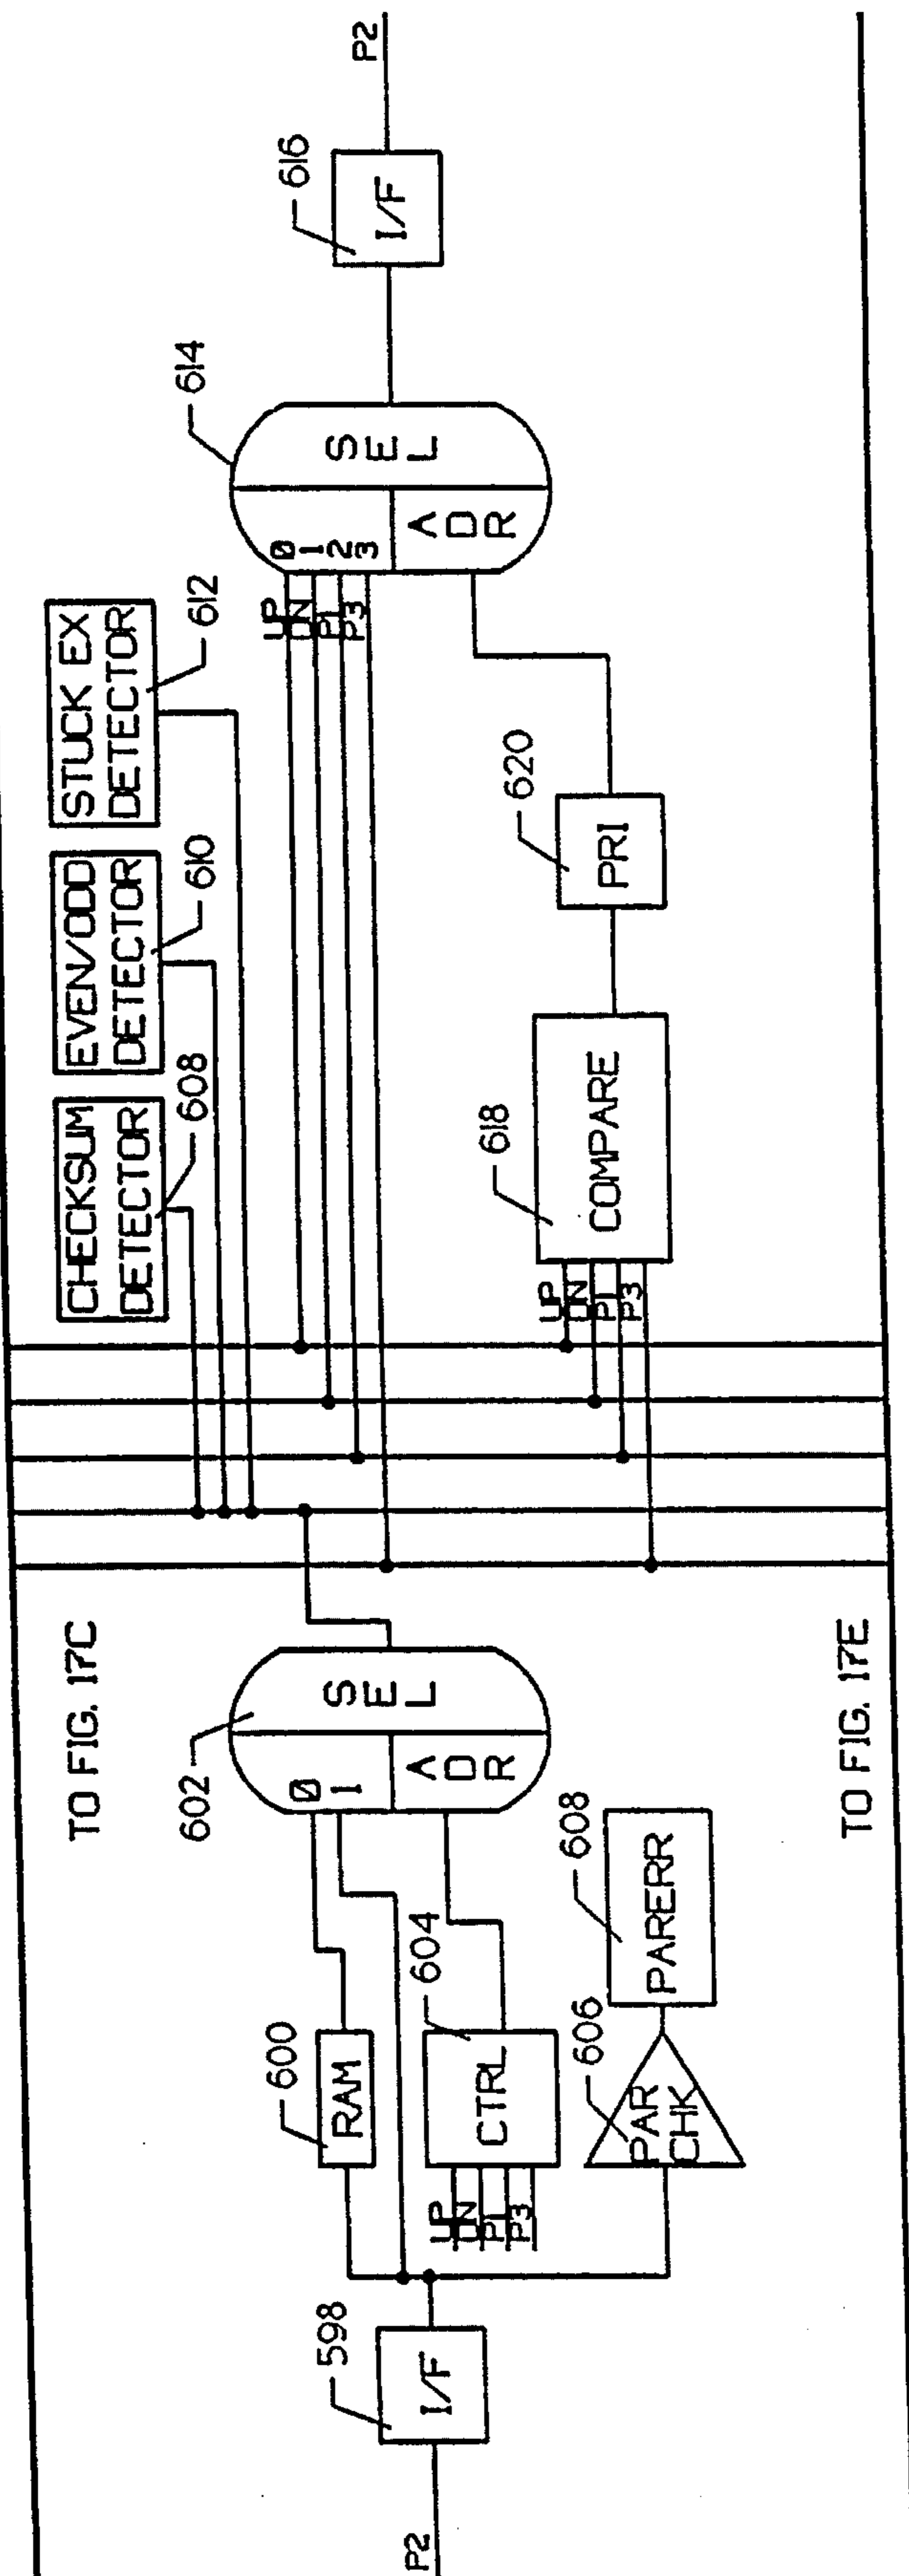 TO FIG. 17C
CHECKSUM
DETECTOR
608
EVEN/ODD
DETECTOR
610
STUCK EX
DETECTOR
612
P2
I/F
598
RAM
600
0
1
SEL
ADR
602
UP
DN
P1
P3
CTRL
604
PAR
CHK
606
PARERR
608
UP
DN
P1
P3
0
1
2
3
SEL
ADR
614
I/F
616
P2
UP
DN
P1
P3
COMPARE
618
PRI
620
TO FIG. 17E